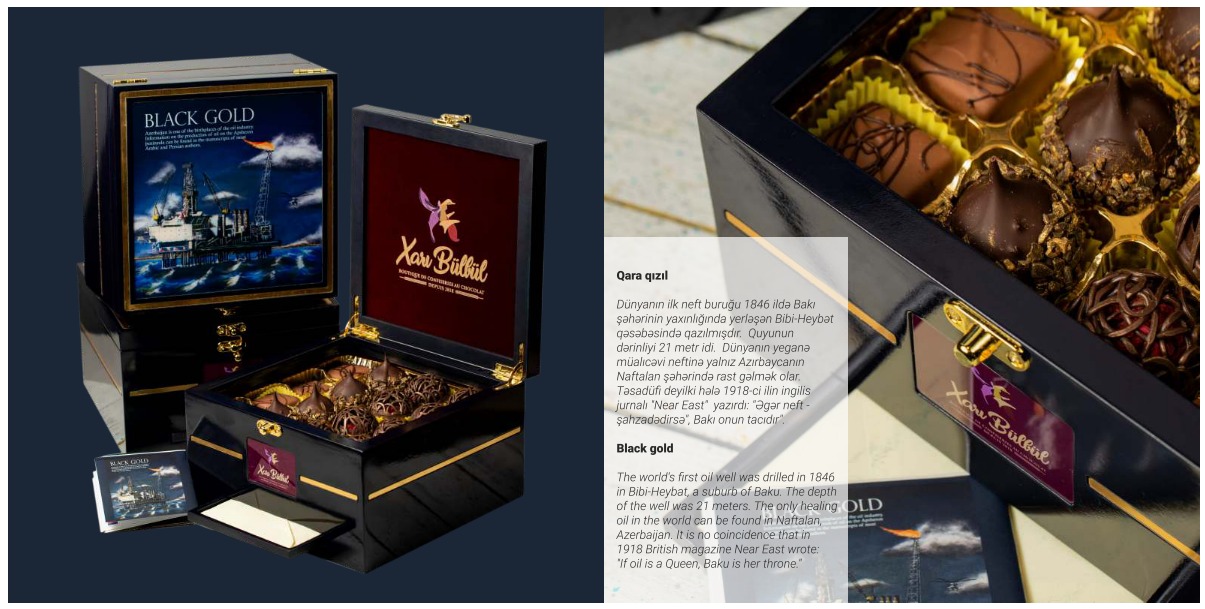 BLACK GOLD
Azerbaijan is one of the birthplaces of the oil industry.
Information on the production of oil on the Apsheron
peninsula can be found in the manuscripts of most
Arabic and Persian authors.
Xarı Bülbül
BOUTIQUE DE CONFISERIES AU CHOCOLAT
DEPUIS 2014
Xarı Bülbül
BLACK GOLD
Xarı Bülbül
Qara qızıl
Dünyanın ilk neft buruğu 1846 ildə Bakı
şəhərinin yaxınlığında yerləşən Bibi-Heybət
qəsəbəsində qazılmışdır. Quyunun
dərinliyi 21 metr idi. Dünyanın yeganə
müalicəvi neftinə yalnız Azırbaycanın
Naftalan şəhərində rast gəlmək olar.
Təsadüfi deyilki hələ 1918-ci ilin ingilis
jurnalı "Near East" yazırdı: "Əgər neft -
şahzadədirsə", Bakı onun tacıdır".
Black gold
The world's first oil well was drilled in 1846
in Bibi-Heybat, a suburb of Baku. The depth
of the well was 21 meters. The only healing
oil in the world can be found in Naftalan,
Azerbaijan. It is no coincidence that in
1918 British magazine Near East wrote:
"If oil is a Queen, Baku is her throne."
GOLD